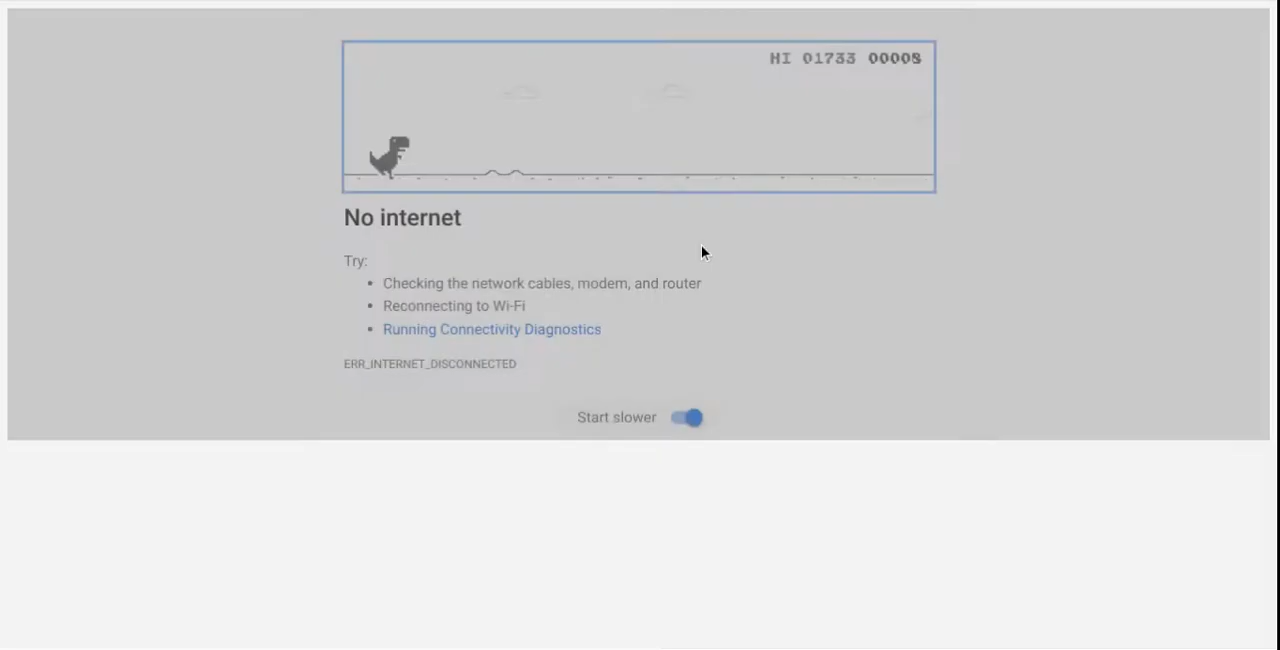 HI 01733 00008
No internet
Try:
• Checking the network cables, modem, and router
• Reconnecting to Wi-Fi
• Running Connectivity Diagnostics
ERR_INTERNET_DISCONNECTED
Start slower